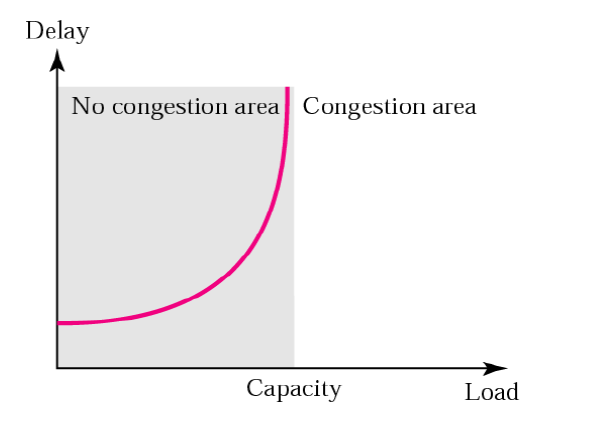 Delay
No congestion area
Congestion area
Capacity
Load